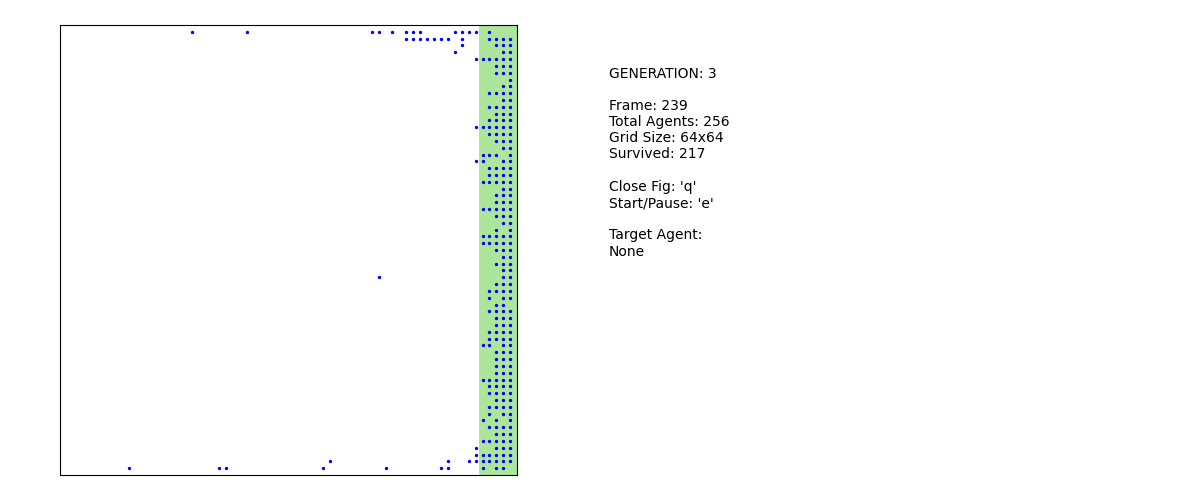 GENERATION: 3
Frame: 239
Total Agents: 256
Grid Size: 64x64
Survived: 217
Close Fig: 'q'
Start/Pause: 'e'
Target Agent:
None